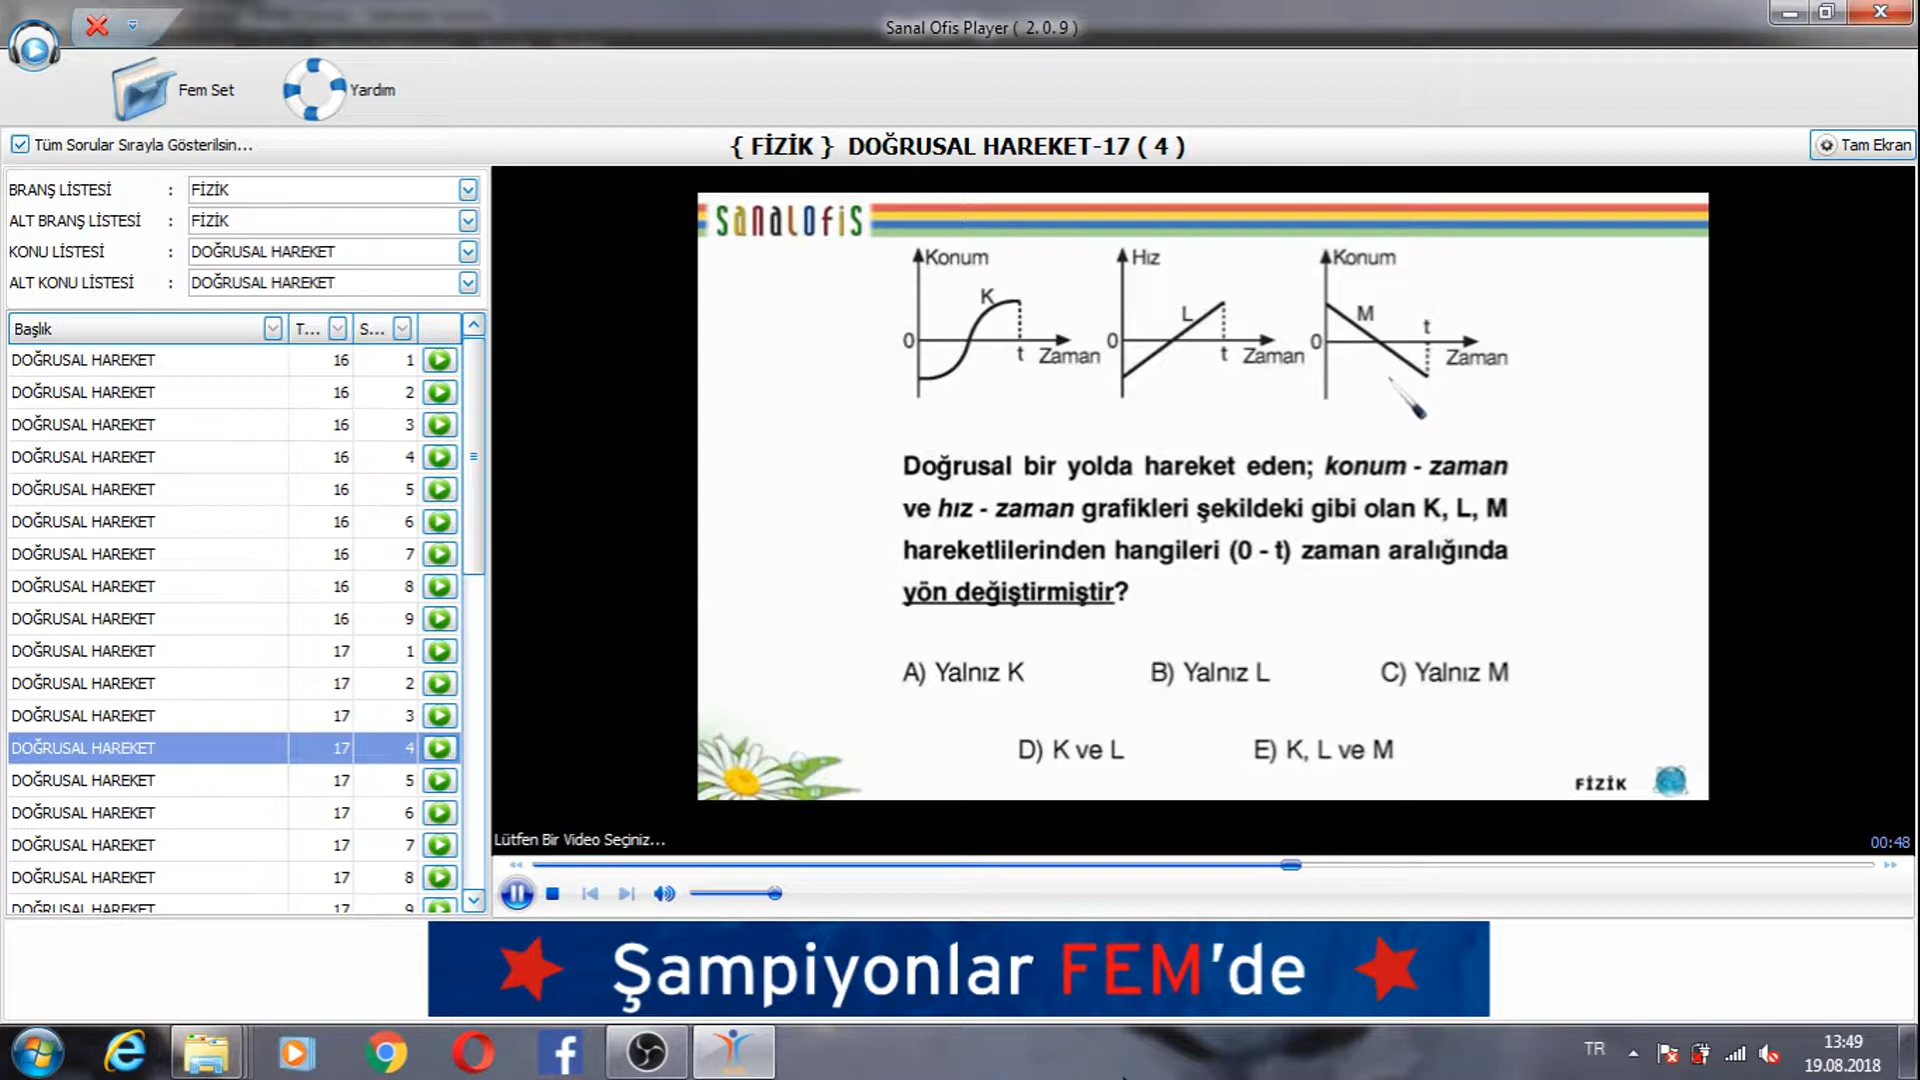 Sanal Ofis Player ( 2.0.9 )
Fem Set
Yardım
Tüm Sorular Sırayla Gösterilsin...
{ FİZİK }  DOĞRUSAL HAREKET-17 ( 4 )
Tam Ekran
BRANŞ LİSTESİ : FİZİK
ALT BRANŞ LİSTESİ : FİZİK
KONU LİSTESİ : DOĞRUSAL HAREKET
ALT KONU LİSTESİ : DOĞRUSAL HAREKET
Başlık T... S...
DOĞRUSAL HAREKET 16 1
DOĞRUSAL HAREKET 16 2
DOĞRUSAL HAREKET 16 3
DOĞRUSAL HAREKET 16 4
DOĞRUSAL HAREKET 16 5
DOĞRUSAL HAREKET 16 6
DOĞRUSAL HAREKET 16 7
DOĞRUSAL HAREKET 16 8
DOĞRUSAL HAREKET 16 9
DOĞRUSAL HAREKET 17 1
DOĞRUSAL HAREKET 17 2
DOĞRUSAL HAREKET 17 3
DOĞRUSAL HAREKET 17 4
DOĞRUSAL HAREKET 17 5
DOĞRUSAL HAREKET 17 6
DOĞRUSAL HAREKET 17 7
DOĞRUSAL HAREKET 17 8
DOĞRUSAL HAREKET 17 9
SANALOFİS
Konum
K
0
t
Zaman
Hız
L
0
t
Zaman
Konum
M
0
t
Zaman
Doğrusal bir yolda hareket eden; konum - zaman
ve hız - zaman grafikleri şekildeki gibi olan K, L, M
hareketlilerinden hangileri (0 - t) zaman aralığında
yön değiştirmiştir?
A) Yalnız K
B) Yalnız L
C) Yalnız M
D) K ve L
E) K, L ve M
FİZİK
Lütfen Bir Video Seçiniz...
00:48
Şampiyonlar FEM'de
TR
13:49
19.08.2018